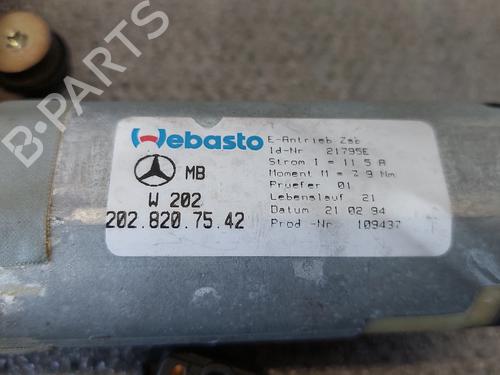 Webasto
MB
W 202
202.820.75.42
E-Antrieb Zsb
Id-Nr 21795E
Strom I = 11 5 A
Moment M = 3 9 Nm
Pruefer 01
Lebenslauf 21
Datum 21 02 94
Prod -Nr 109437
B-PARTS